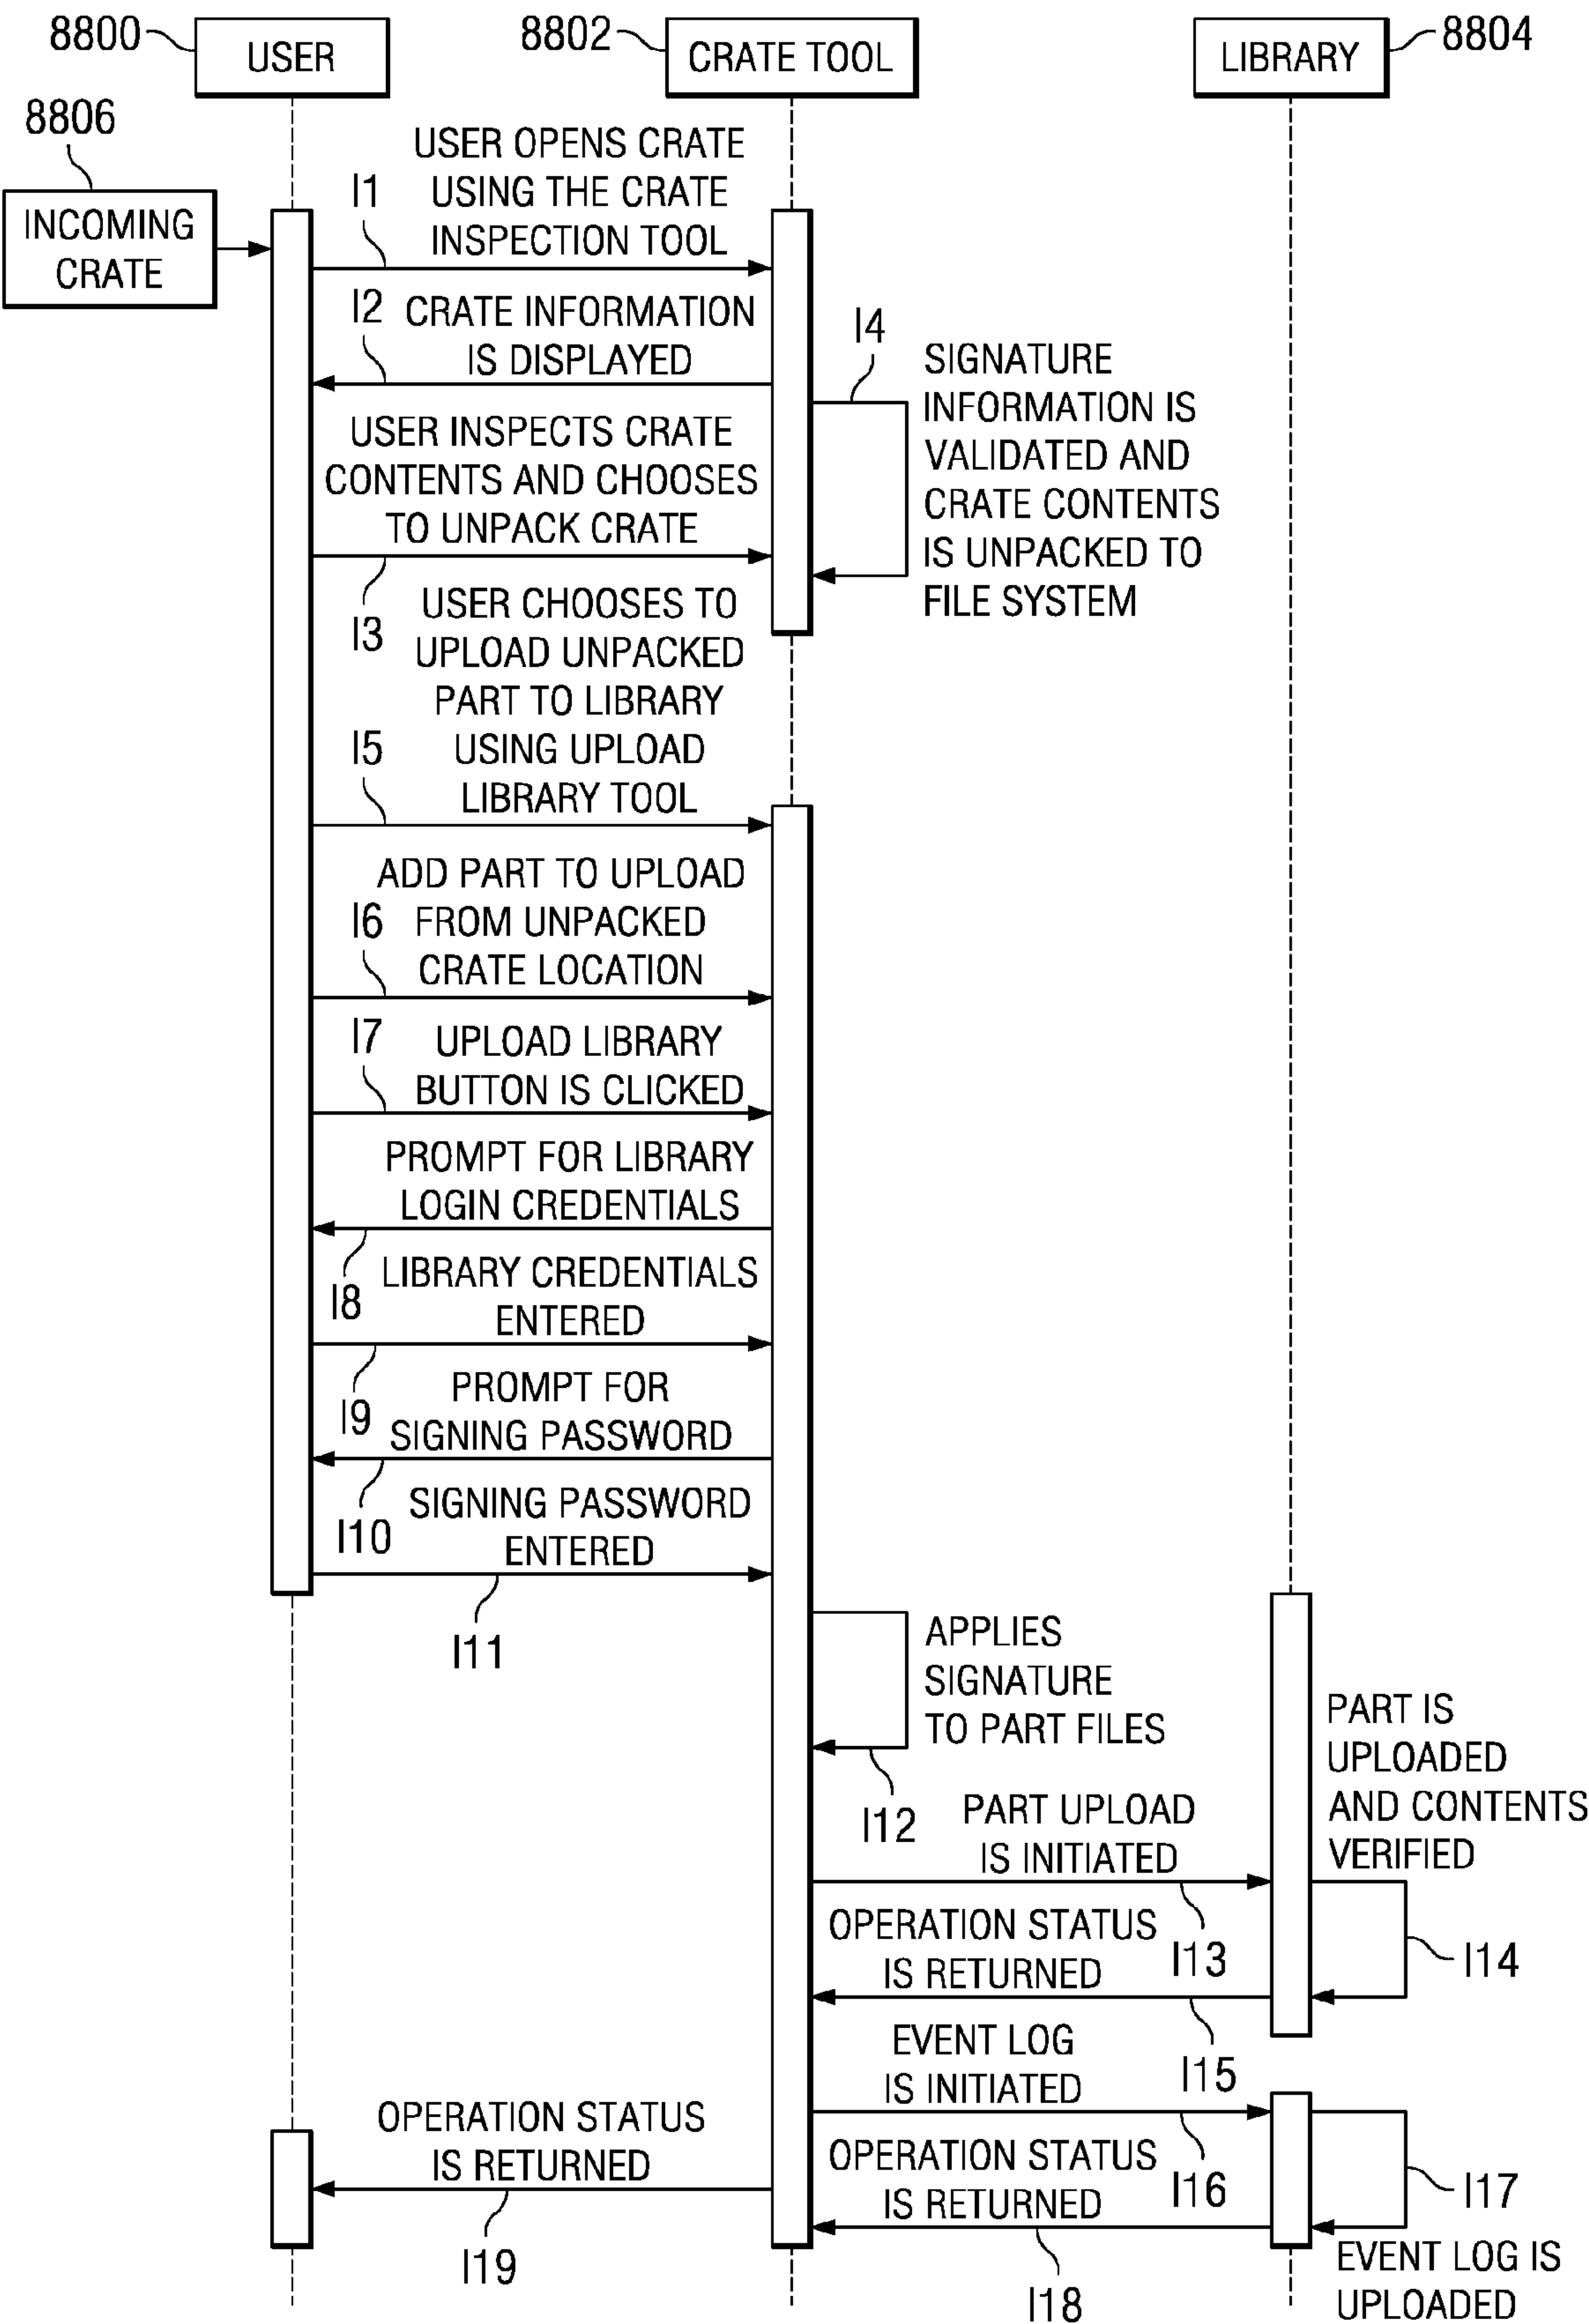 8800
USER
8802
CRATE TOOL
LIBRARY
8804
8806
INCOMING
CRATE
I1
USER OPENS CRATE
USING THE CRATE
INSPECTION TOOL
I2
CRATE INFORMATION
IS DISPLAYED
I4
SIGNATURE
INFORMATION IS
VALIDATED AND
CRATE CONTENTS
IS UNPACKED TO
FILE SYSTEM
USER INSPECTS CRATE
CONTENTS AND CHOOSES
TO UNPACK CRATE
I3
USER CHOOSES TO
UPLOAD UNPACKED
PART TO LIBRARY
USING UPLOAD
LIBRARY TOOL
I5
ADD PART TO UPLOAD
FROM UNPACKED
CRATE LOCATION
I6
I7
UPLOAD LIBRARY
BUTTON IS CLICKED
PROMPT FOR LIBRARY
LOGIN CREDENTIALS
I8
LIBRARY CREDENTIALS
ENTERED
I9
PROMPT FOR
SIGNING PASSWORD
I10
SIGNING PASSWORD
ENTERED
I11
APPLIES
SIGNATURE
TO PART FILES
I12
PART IS
UPLOADED
AND CONTENTS
VERIFIED
PART UPLOAD
IS INITIATED
I13
I14
OPERATION STATUS
IS RETURNED
I15
EVENT LOG
IS INITIATED
I16
I17
OPERATION STATUS
IS RETURNED
I18
OPERATION STATUS
IS RETURNED
I19
EVENT LOG IS
UPLOADED